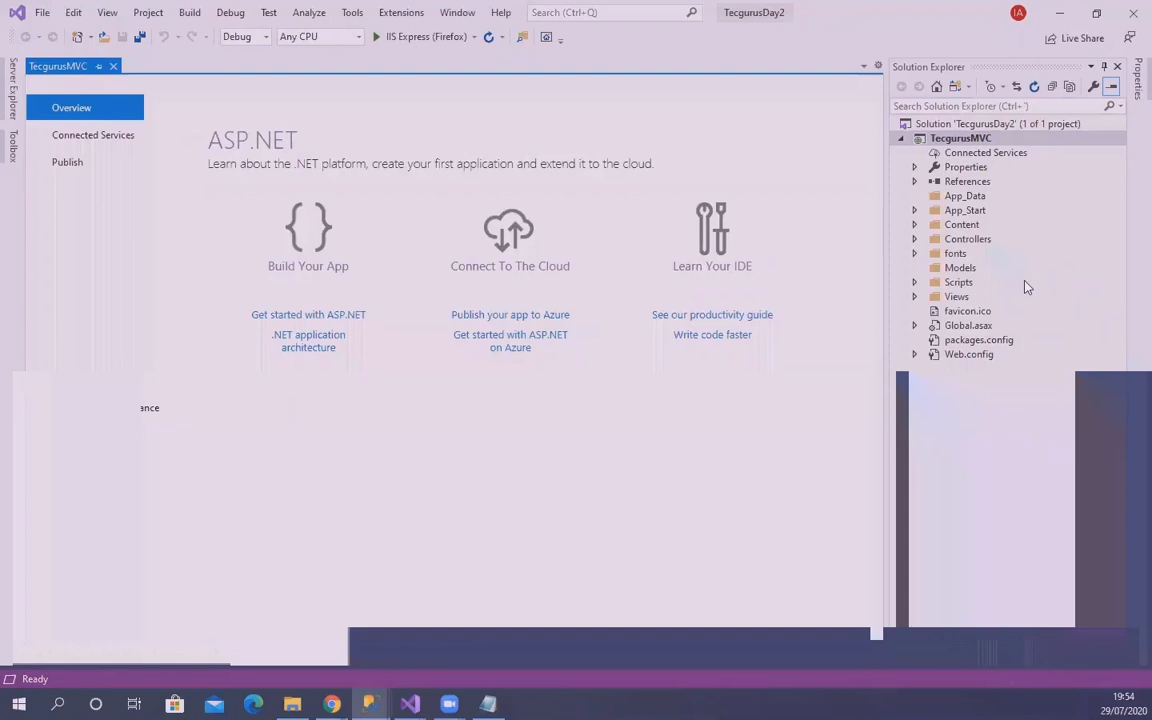 File Edit View Project Build Debug Test Analyze Tools Extensions Window Help Search (Ctrl+Q) TecgurusDay2 IA
Debug Any CPU IIS Express (Firefox) Live Share
Server Explorer
Toolbox
TecgurusMVC
Overview
Connected Services
Publish
ance
ASP.NET
Learn about the .NET platform, create your first application and extend it to the cloud.
Build Your App
Get started with ASP.NET
.NET application
architecture
Connect To The Cloud
Publish your app to Azure
Get started with ASP.NET
on Azure
Learn Your IDE
See our productivity guide
Write code faster
Solution Explorer
Search Solution Explorer (Ctrl+')
Solution 'TecgurusDay2' (1 of 1 project)
TecgurusMVC
Connected Services
Properties
References
App_Data
App_Start
Content
Controllers
fonts
Models
Scripts
Views
favicon.ico
Global.asax
packages.config
Web.config
Properties
Ready
19:54
29/07/2020